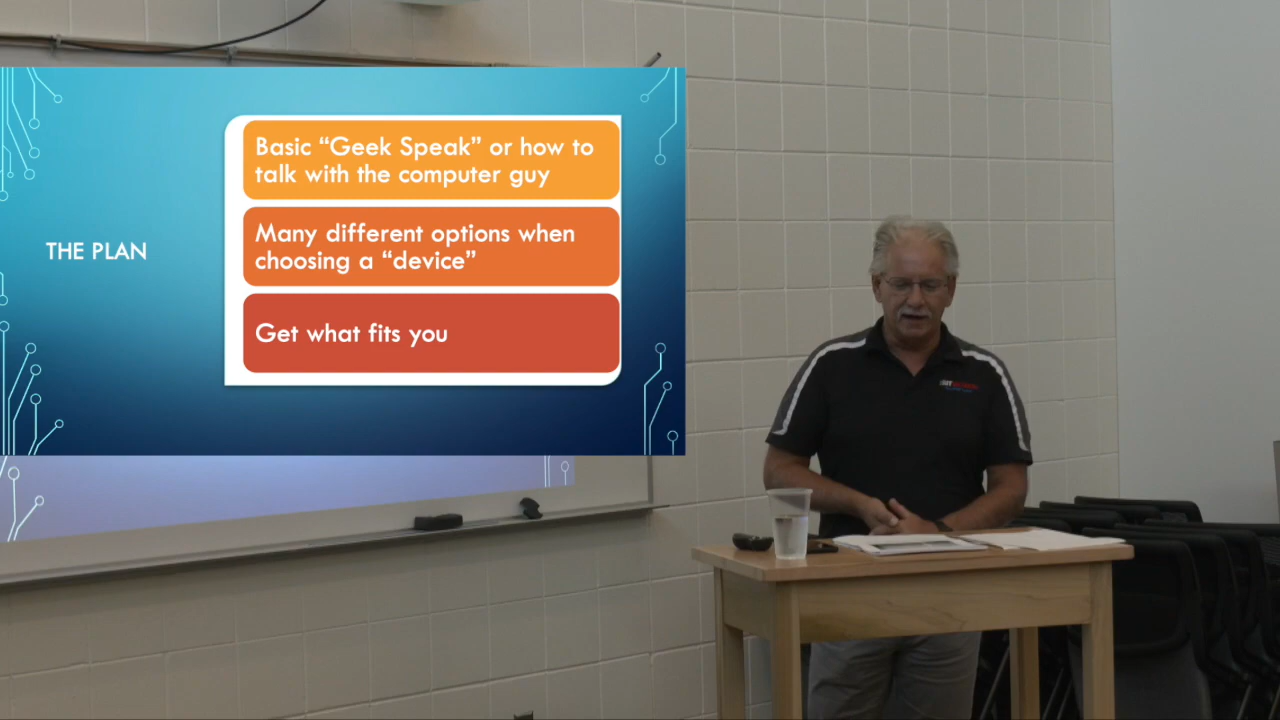 THE PLAN
Basic “Geek Speak” or how to
talk with the computer guy
Many different options when
choosing a “device”
Get what fits you